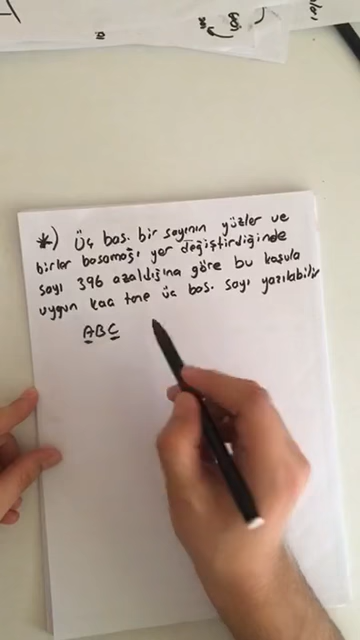 *) Üç bas. bir sayının yüzler ve
birler basamağı yer değiştirdiğinde
sayı 396 azaldığına göre bu koşula
uygun kaç tane üç bas. sayı yazılabilir
ABC